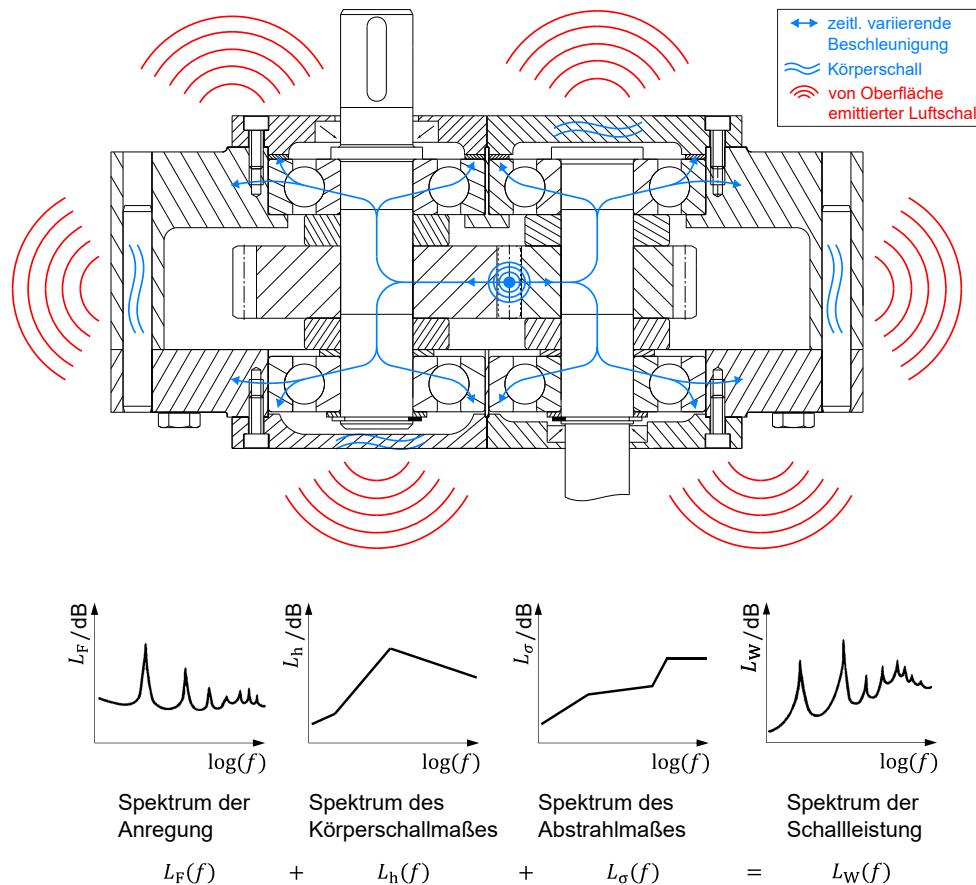 zeitl. variierende
Beschleunigung
Körperschall
von Oberfläche
emittierter Luftschal
L_F / dB
log(f)
L_h / dB
log(f)
L_σ / dB
log(f)
L_W / dB
log(f)
Spektrum der
Anregung
Spektrum des
Körperschallmaßes
Spektrum des
Abstrahlmaßes
Spektrum der
Schallleistung
L_F(f) + L_h(f) + L_σ(f) = L_W(f)